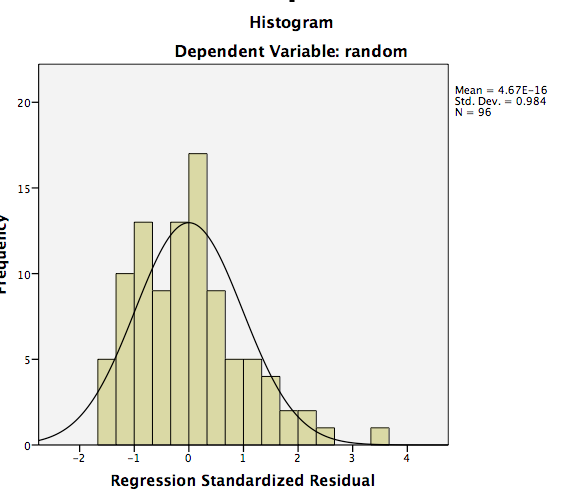 Histogram
Dependent Variable: random
Mean = 4.67E-16
Std. Dev. = 0.984
N = 96
20
15
10
5
0
Frequency
-2 -1 0 1 2 3 4
Regression Standardized Residual